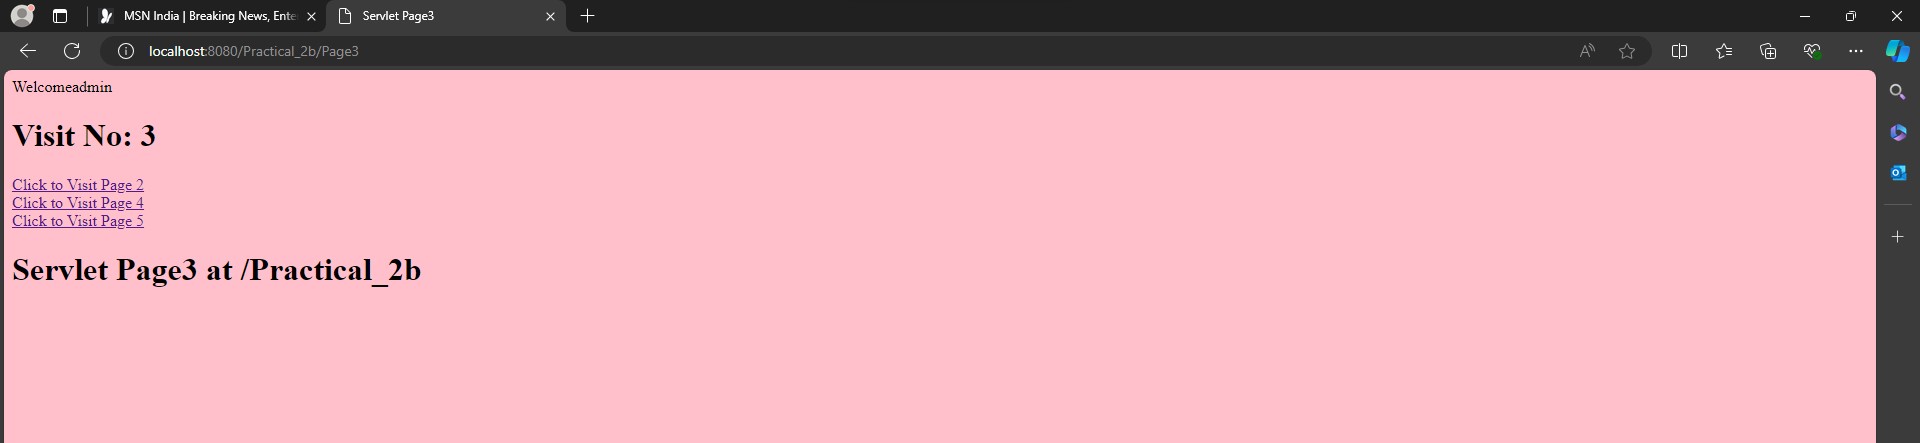 MSN India | Breaking News, Ente
Servlet Page3
localhost:8080/Practical_2b/Page3
Welcomeadmin
Visit No: 3
Click to Visit Page 2
Click to Visit Page 4
Click to Visit Page 5
Servlet Page3 at /Practical_2b